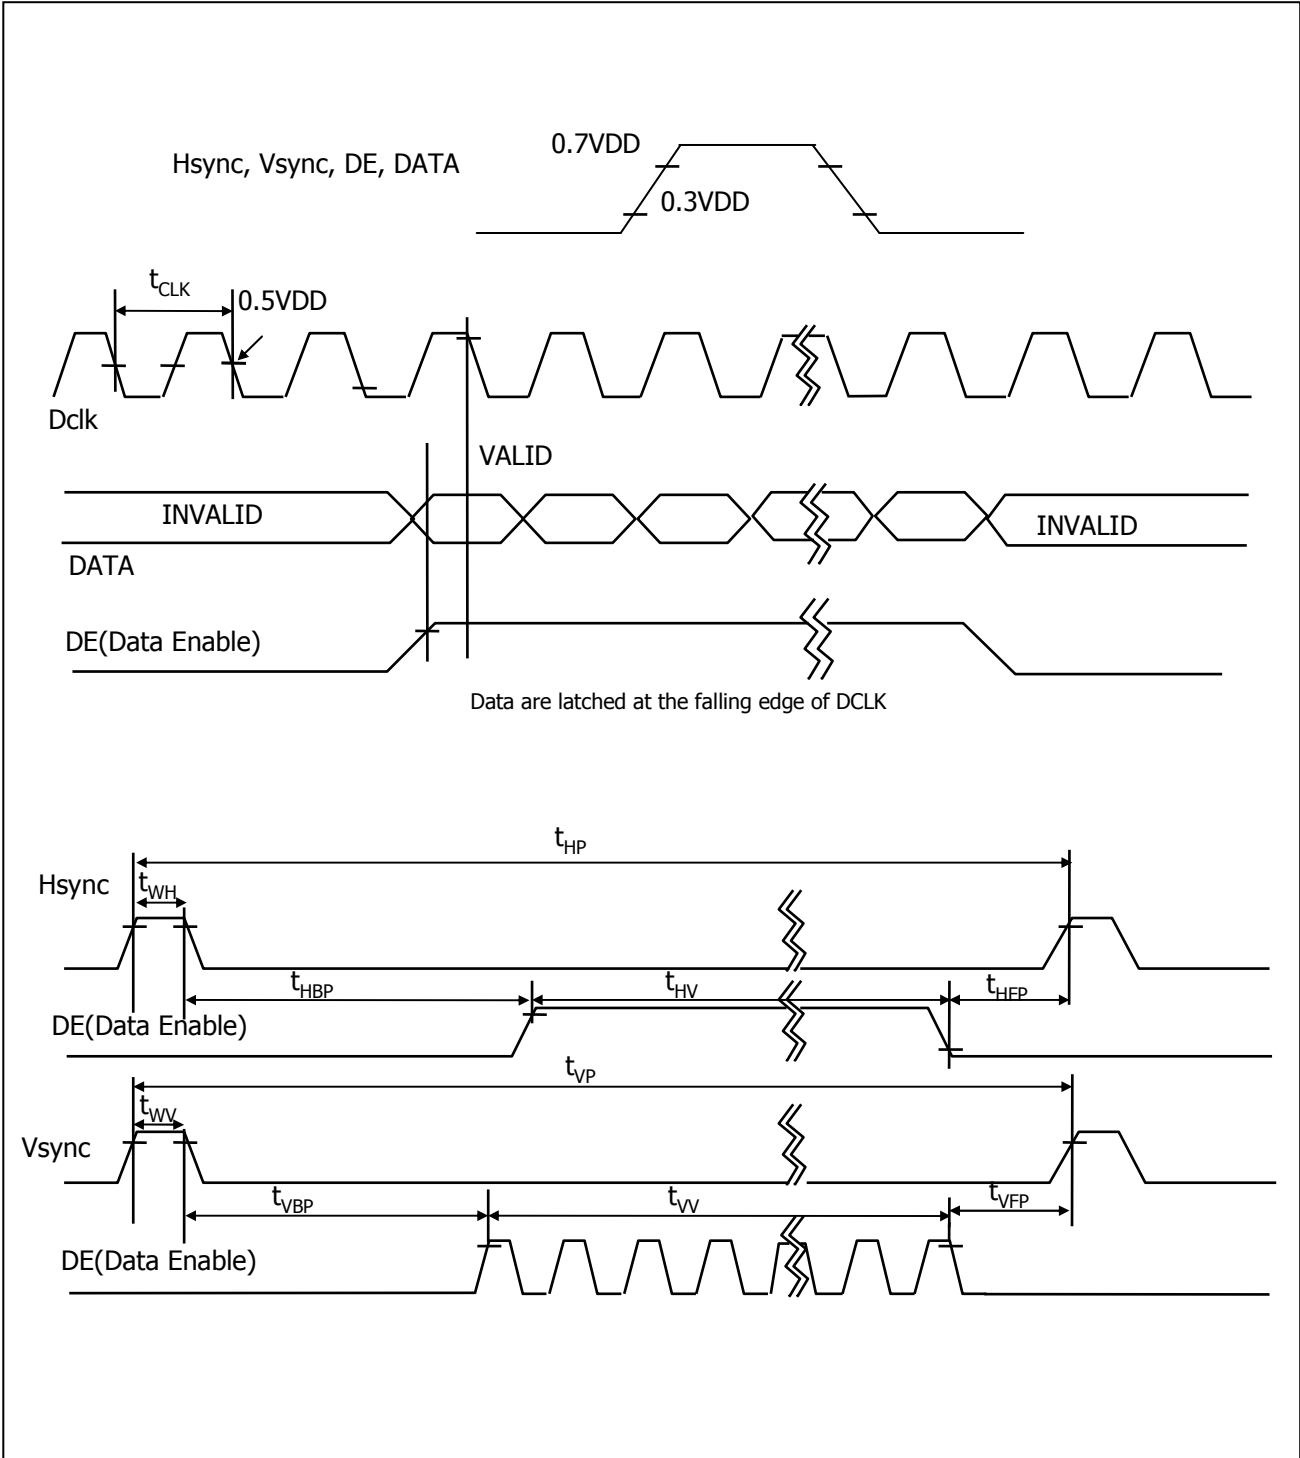 0.7VDD
Hsync, Vsync, DE, DATA
0.3VDD
tCLK
0.5VDD
Dclk
VALID
INVALID
INVALID
DATA
DE(Data Enable)
Data are latched at the falling edge of DCLK
tHP
Hsync
tWH
tHBP
tHV
tHFP
DE(Data Enable)
tVP
tWV
Vsync
tVBP
tVV
tVFP
DE(Data Enable)